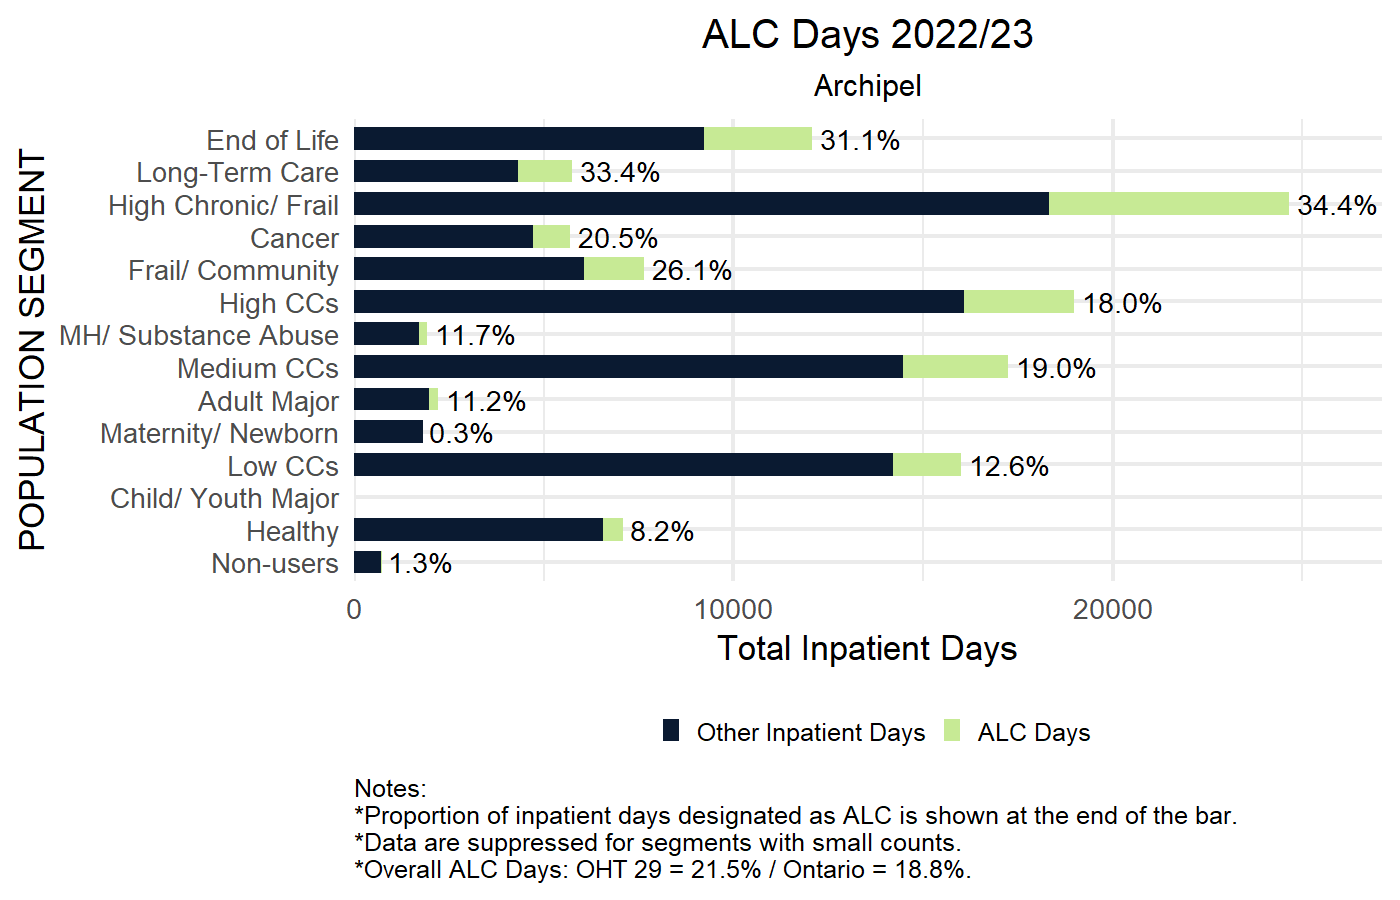 ALC Days 2022/23
Archipel
POPULATION SEGMENT
End of Life 31.1%
Long-Term Care 33.4%
High Chronic/ Frail 34.4%
Cancer 20.5%
Frail/ Community 26.1%
High CCs 18.0%
MH/ Substance Abuse 11.7%
Medium CCs 19.0%
Adult Major 11.2%
Maternity/ Newborn 0.3%
Low CCs 12.6%
Child/ Youth Major
Healthy 8.2%
Non-users 1.3%
0 10000 20000
Total Inpatient Days
Other Inpatient Days ALC Days
Notes:
*Proportion of inpatient days designated as ALC is shown at the end of the bar.
*Data are suppressed for segments with small counts.
*Overall ALC Days: OHT 29 = 21.5% / Ontario = 18.8%.